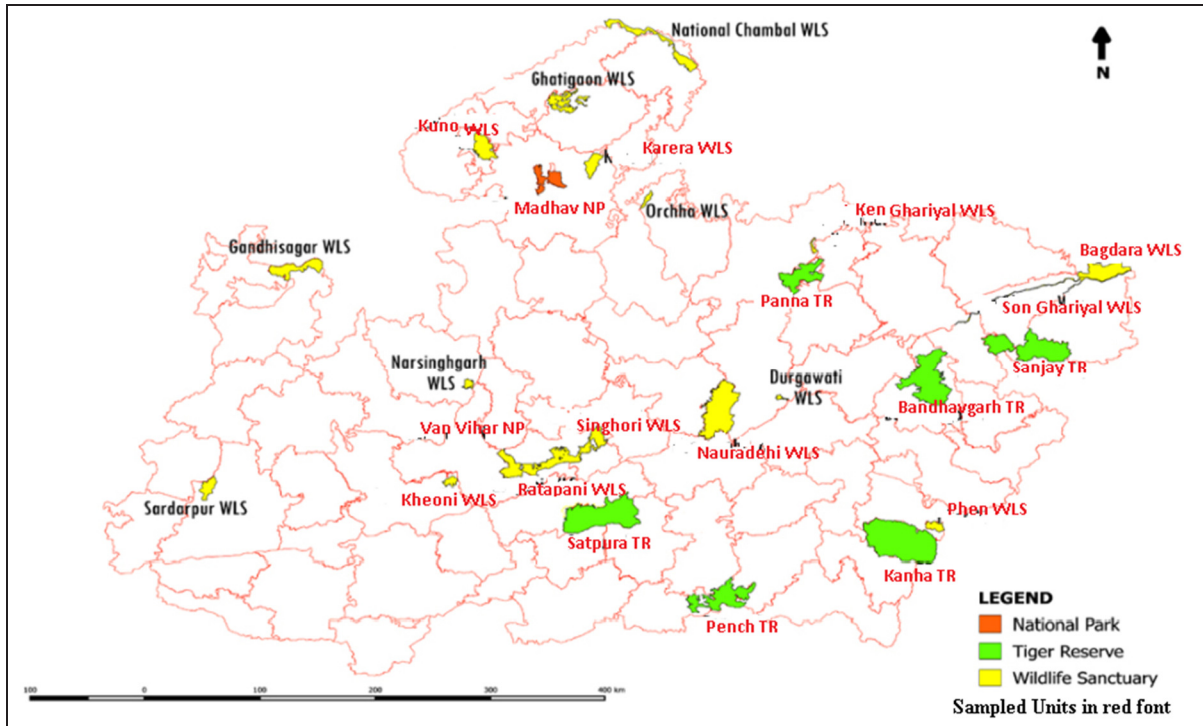 National Chambal WLS
N
Ghatigaon WLS
Kuno WLS
Karera WLS
Madhav NP
Orchha WLS
Ken Ghariyal WLS
Gandhisagar WLS
Bagdara WLS
Panna TR
Son Ghariyal WLS
Narsinghgarh
WLS
Durgawati
WLS
Sanjay TR
Bandhavgarh TR
Van Vihar NP
Singhori WLS
Nauradehi WLS
Kheoni WLS
Ratapani WLS
Sardarpur WLS
Phen WLS
Satpura TR
Kanha TR
Pench TR
LEGEND
National Park
Tiger Reserve
Wildlife Sanctuary
100 0 100 200 300 400 km
Sampled Units in red font